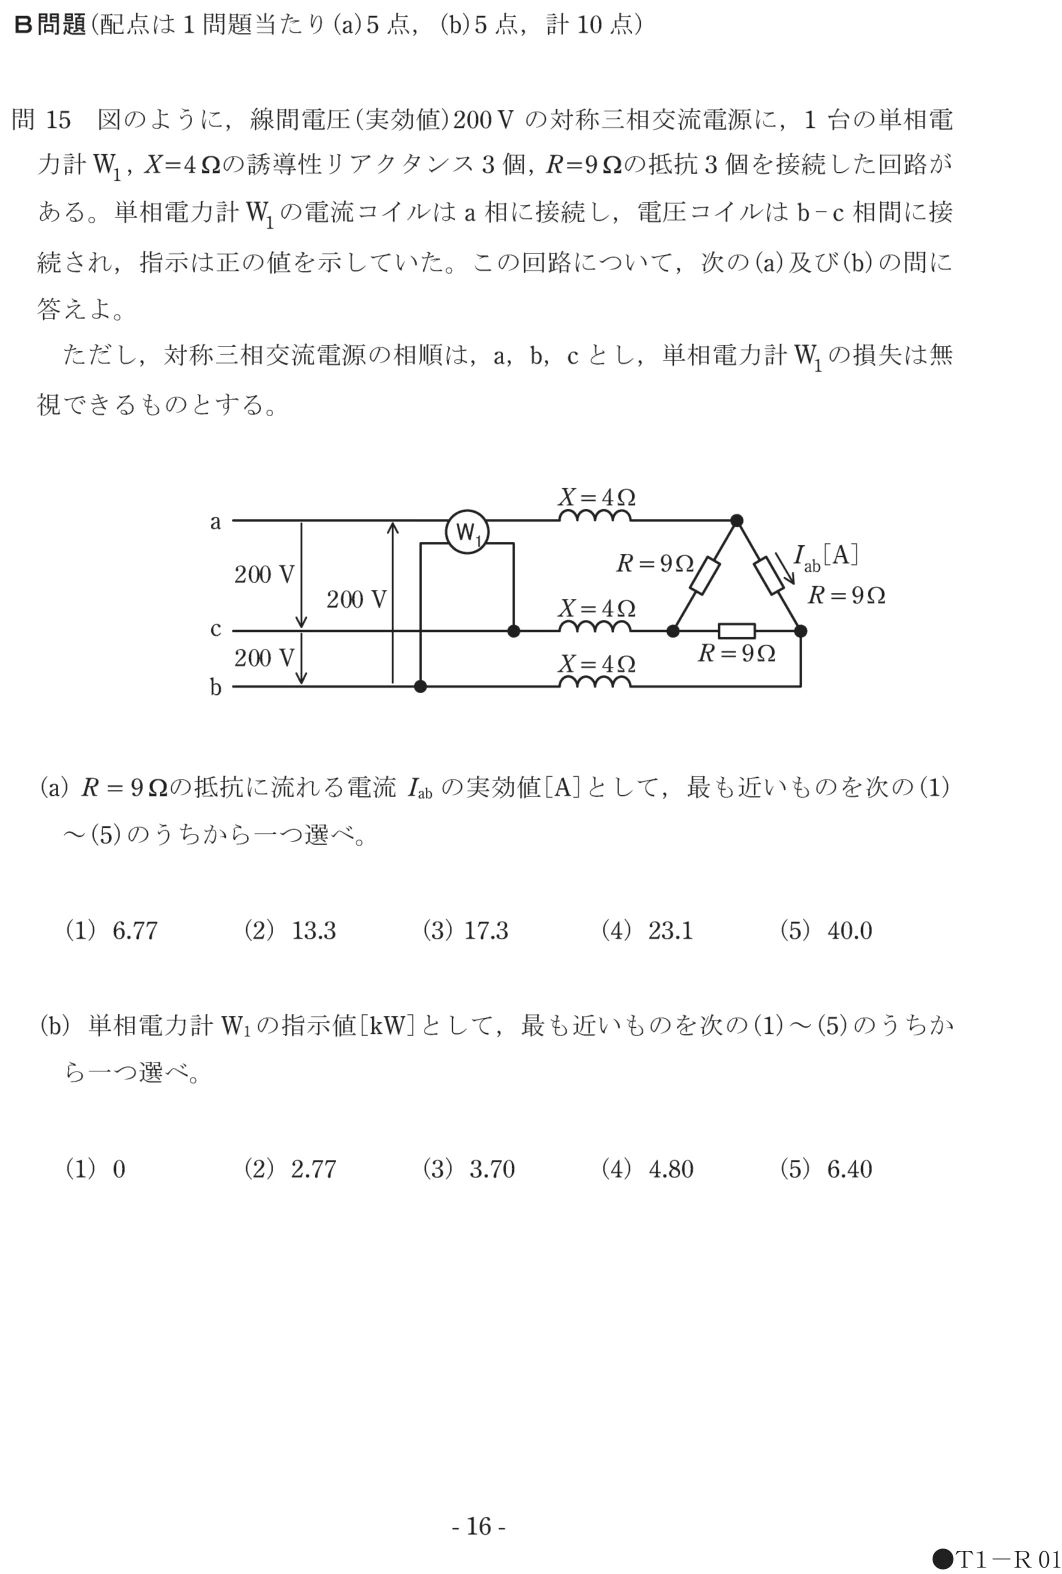 B問題(配点は1問題当たり(a)5点，(b)5点，計10点)
問15　図のように，線間電圧(実効値)200 V の対称三相交流電源に，1 台の単相電
力計W₁，X=4Ωの誘導性リアクタンス3個，R=9Ωの抵抗3個を接続した回路が
ある。単相電力計W₁の電流コイルは a 相に接続し，電圧コイルは b－c 相間に接
続され，指示は正の値を示していた。この回路について，次の(a)及び(b)の問に
答えよ。
ただし，対称三相交流電源の相順は，a，b，c とし，単相電力計W₁の損失は無
視できるものとする。
X=4Ω
a
W₁
Iab[A]
R=9Ω
200 V
R=9Ω
200 V
X=4Ω
c
R=9Ω
200 V
X=4Ω
b
(a) R = 9Ωの抵抗に流れる電流 Iab の実効値[A]として，最も近いものを次の(1)
～(5)のうちから一つ選べ。
(1) 6.77 (2) 13.3 (3) 17.3 (4) 23.1 (5) 40.0
(b) 単相電力計 W₁の指示値[kW]として，最も近いものを次の(1)～(5)のうちか
ら一つ選べ。
(1) 0 (2) 2.77 (3) 3.70 (4) 4.80 (5) 6.40
- 16 -
●T1－R 01